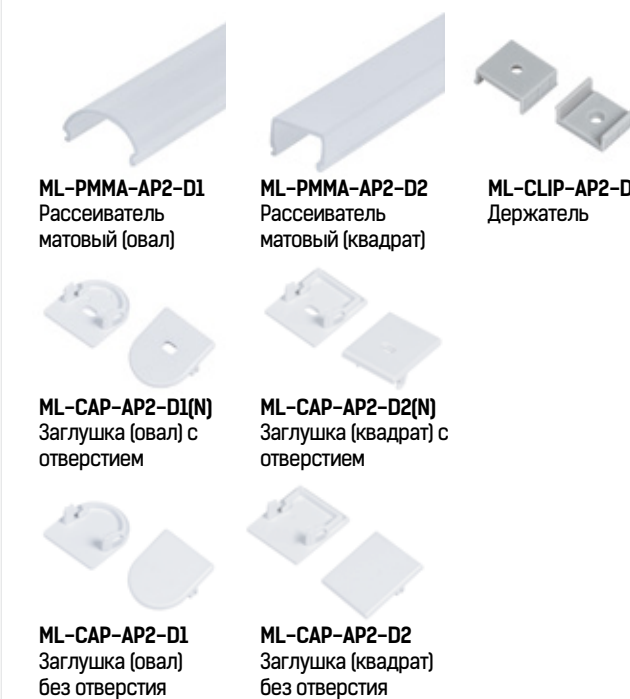 ML-PMMA-AP2-D1
Рассеиватель
матовый (овал)
ML-PMMA-AP2-D2
Рассеиватель
матовый (квадрат)
ML-CLIP-AP2-D
Держатель
ML-CAP-AP2-D1(N)
Заглушка (овал) с
отверстием
ML-CAP-AP2-D2(N)
Заглушка (квадрат) с
отверстием
ML-CAP-AP2-D1
Заглушка (овал)
без отверстия
ML-CAP-AP2-D2
Заглушка (квадрат)
без отверстия